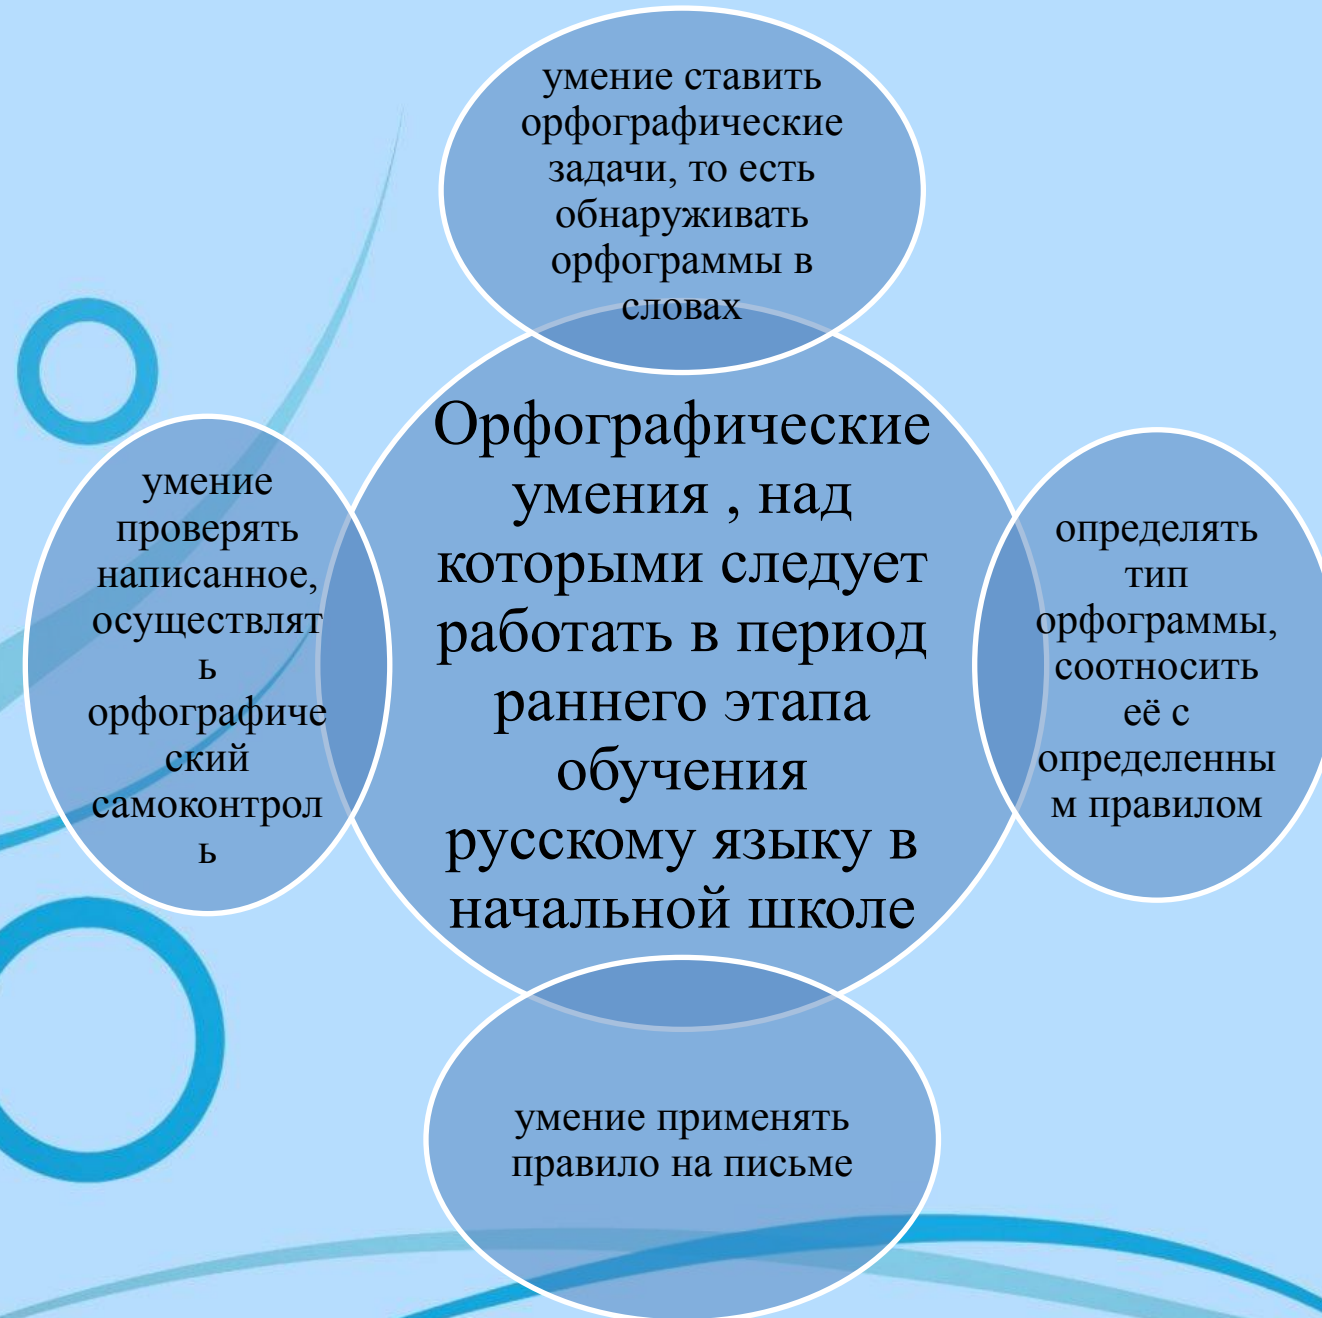 умение ставить
орфографические
задачи, то есть
обнаруживать
орфограммы в
словах
Орфографические
умения , над
которыми следует
работать в период
раннего этапа
обучения
русскому языку в
начальной школе
определять
тип
орфограммы,
соотносить
её с
определенны
м правилом
умение применять
правило на письме
умение
проверять
написанное,
осуществлят
ь
орфографиче
ский
самоконтрол
ь